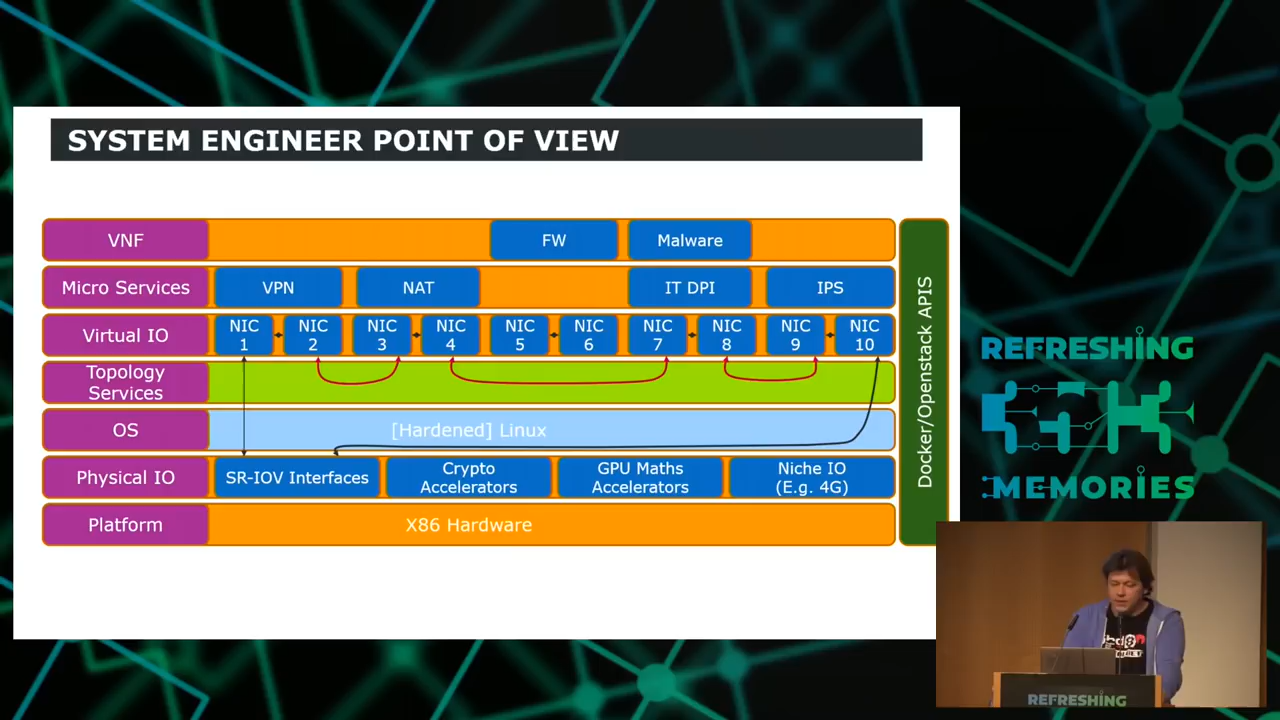 SYSTEM ENGINEER POINT OF VIEW
VNF
FW
Malware
Micro Services
VPN
NAT
IT DPI
IPS
Virtual IO
NIC
1
NIC
2
NIC
3
NIC
4
NIC
5
NIC
6
NIC
7
NIC
8
NIC
9
NIC
10
Topology
Services
OS
[Hardened] Linux
Physical IO
SR-IOV Interfaces
Crypto
Accelerators
GPU Maths
Accelerators
Niche IO
(E.g. 4G)
Platform
X86 Hardware
Docker/Openstack APIS
REFRESHING
MEMORIES
REFRESHING